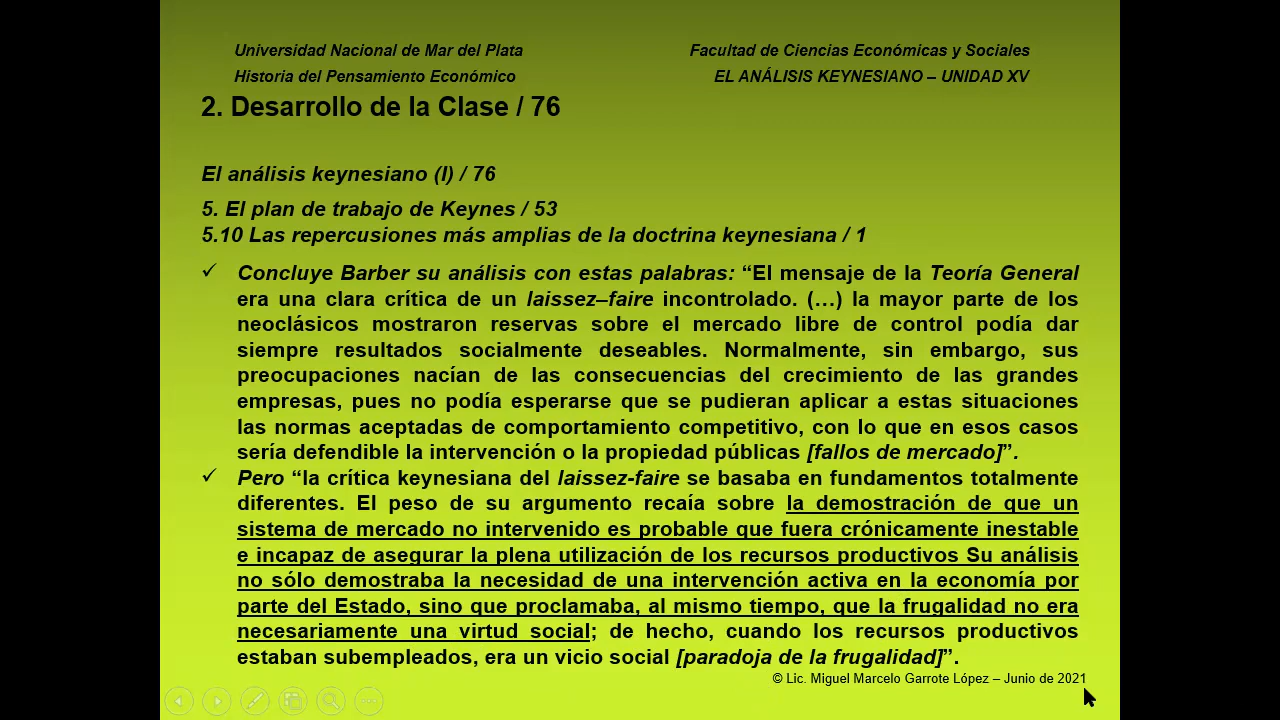 Universidad Nacional de Mar del Plata
Facultad de Ciencias Económicas y Sociales
Historia del Pensamiento Económico
EL ANÁLISIS KEYNESIANO – UNIDAD XV
2. Desarrollo de la Clase / 76
El análisis keynesiano (I) / 76
5. El plan de trabajo de Keynes / 53
5.10 Las repercusiones más amplias de la doctrina keynesiana / 1
✓ Concluye Barber su análisis con estas palabras: “El mensaje de la Teoría General
era una clara crítica de un laissez–faire incontrolado. (…) la mayor parte de los
neoclásicos mostraron reservas sobre el mercado libre de control podía dar
siempre resultados socialmente deseables. Normalmente, sin embargo, sus
preocupaciones nacían de las consecuencias del crecimiento de las grandes
empresas, pues no podía esperarse que se pudieran aplicar a estas situaciones
las normas aceptadas de comportamiento competitivo, con lo que en esos casos
sería defendible la intervención o la propiedad públicas [fallos de mercado]”.
✓ Pero “la crítica keynesiana del laissez-faire se basaba en fundamentos totalmente
diferentes. El peso de su argumento recaía sobre la demostración de que un
sistema de mercado no intervenido es probable que fuera crónicamente inestable
e incapaz de asegurar la plena utilización de los recursos productivos Su análisis
no sólo demostraba la necesidad de una intervención activa en la economía por
parte del Estado, sino que proclamaba, al mismo tiempo, que la frugalidad no era
necesariamente una virtud social; de hecho, cuando los recursos productivos
estaban subempleados, era un vicio social [paradoja de la frugalidad]”.
© Lic. Miguel Marcelo Garrote López – Junio de 2021